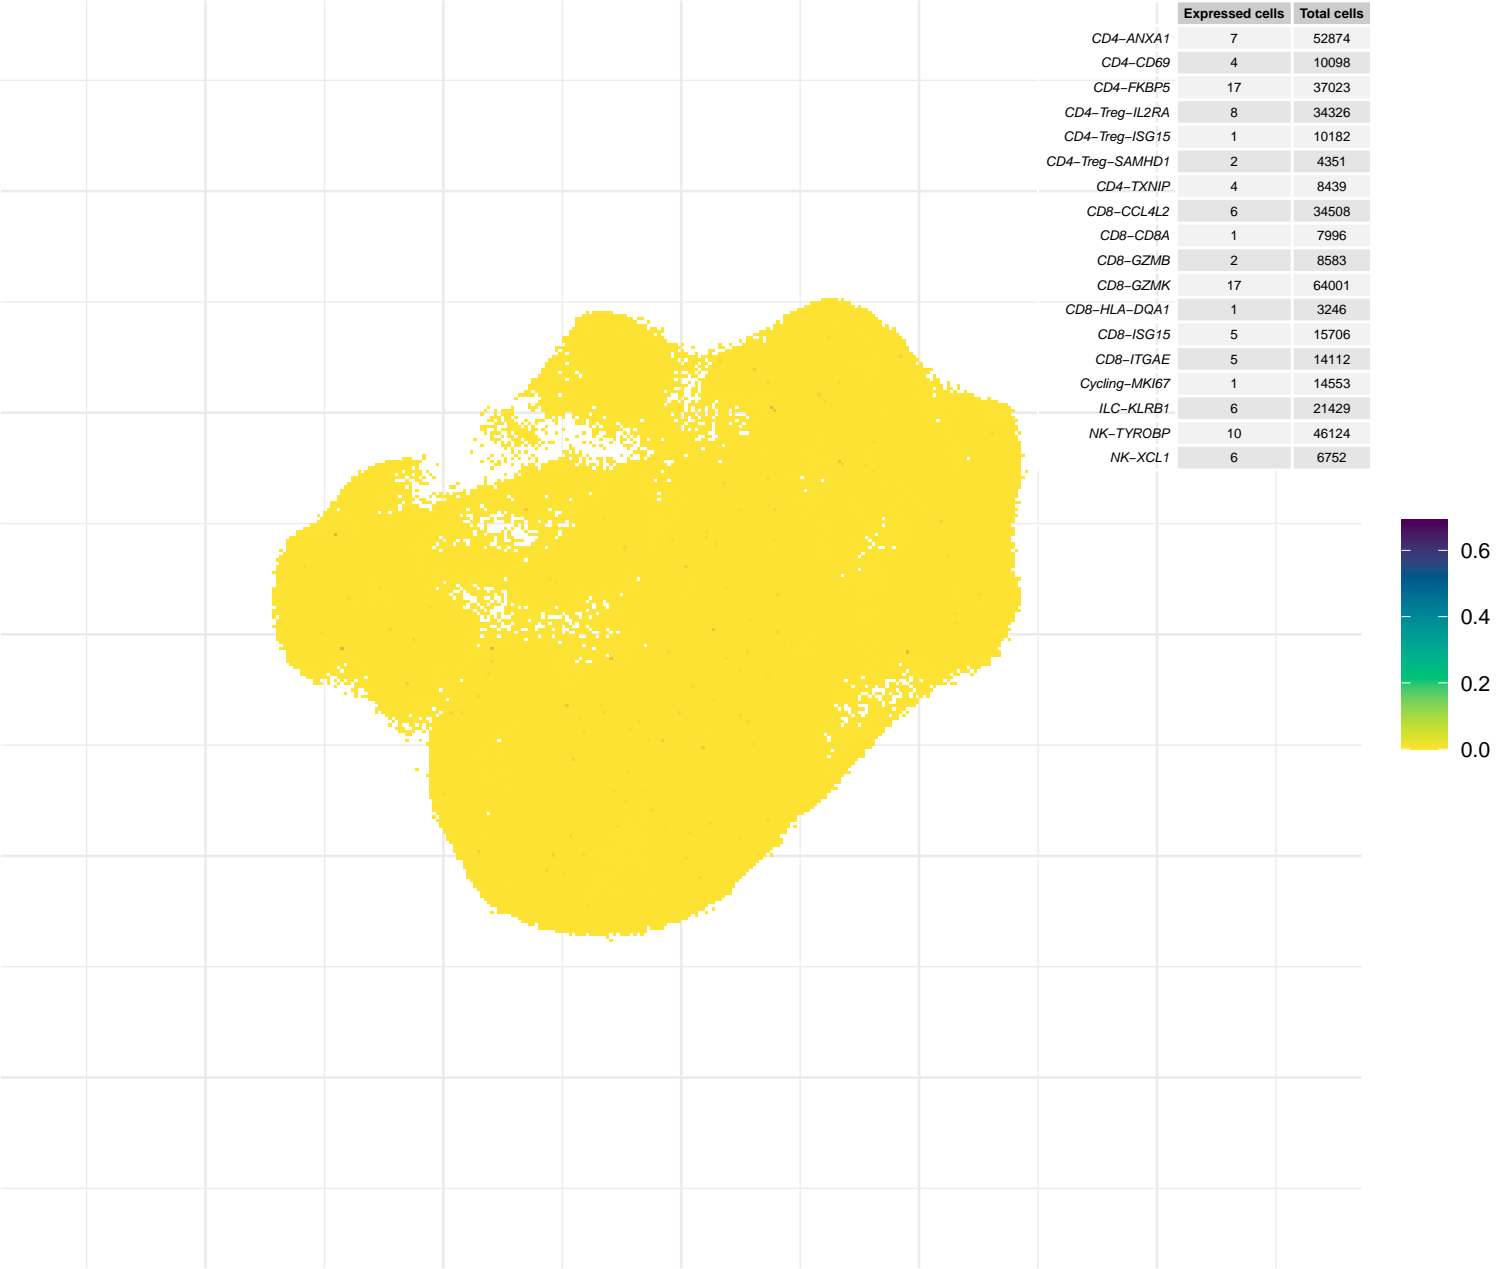 Expressed cells Total cells
CD4−ANXA1 7 52874
CD4−CD69 4 10098
CD4−FKBP5 17 37023
CD4−Treg−IL2RA 8 34326
CD4−Treg−ISG15 1 10182
CD4−Treg−SAMHD1 2 4351
CD4−TXNIP 4 8439
CD8−CCL4L2 6 34508
CD8−CD8A 1 7996
CD8−GZMB 2 8583
CD8−GZMK 17 64001
CD8−HLA−DQA1 1 3246
CD8−ISG15 5 15706
CD8−ITGAE 5 14112
Cycling−MKI67 1 14553
ILC−KLRB1 6 21429
NK−TYROBP 10 46124
NK−XCL1 6 6752
0.6
0.4
0.2
0.0